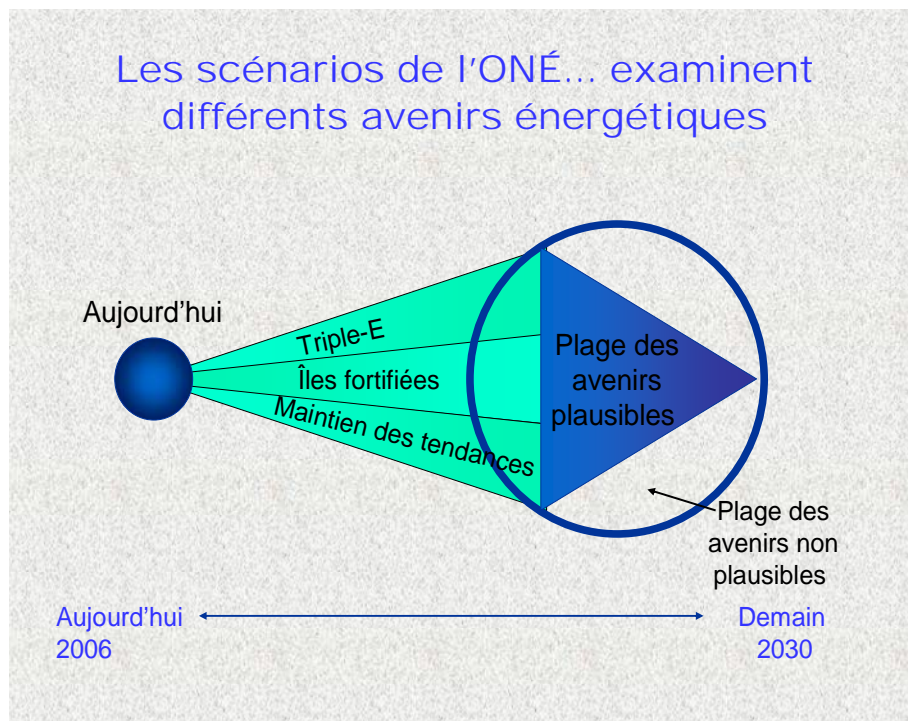 Les scénarios de l'ONÉ... examinent
différents avenirs énergétiques
Aujourd'hui
Triple-E
Îles fortifiées
Maintien des tendances
Plage des
avenirs
plausibles
Plage des
avenirs non
plausibles
Aujourd'hui
2006
Demain
2030